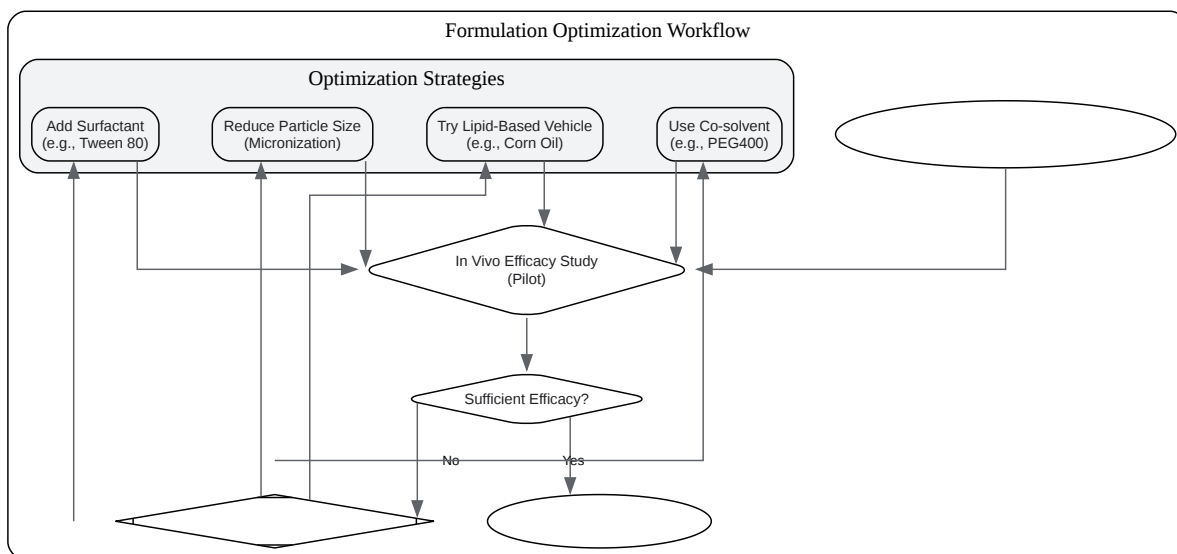 Formulation Optimization Workflow
Optimization Strategies
Add Surfactant
(e.g., Tween 80)
Reduce Particle Size
(Micronization)
Try Lipid-Based Vehicle
(e.g., Corn Oil)
Use Co-solvent
(e.g., PEG400)
In Vivo Efficacy Study
(Pilot)
Sufficient Efficacy?
No
Yes